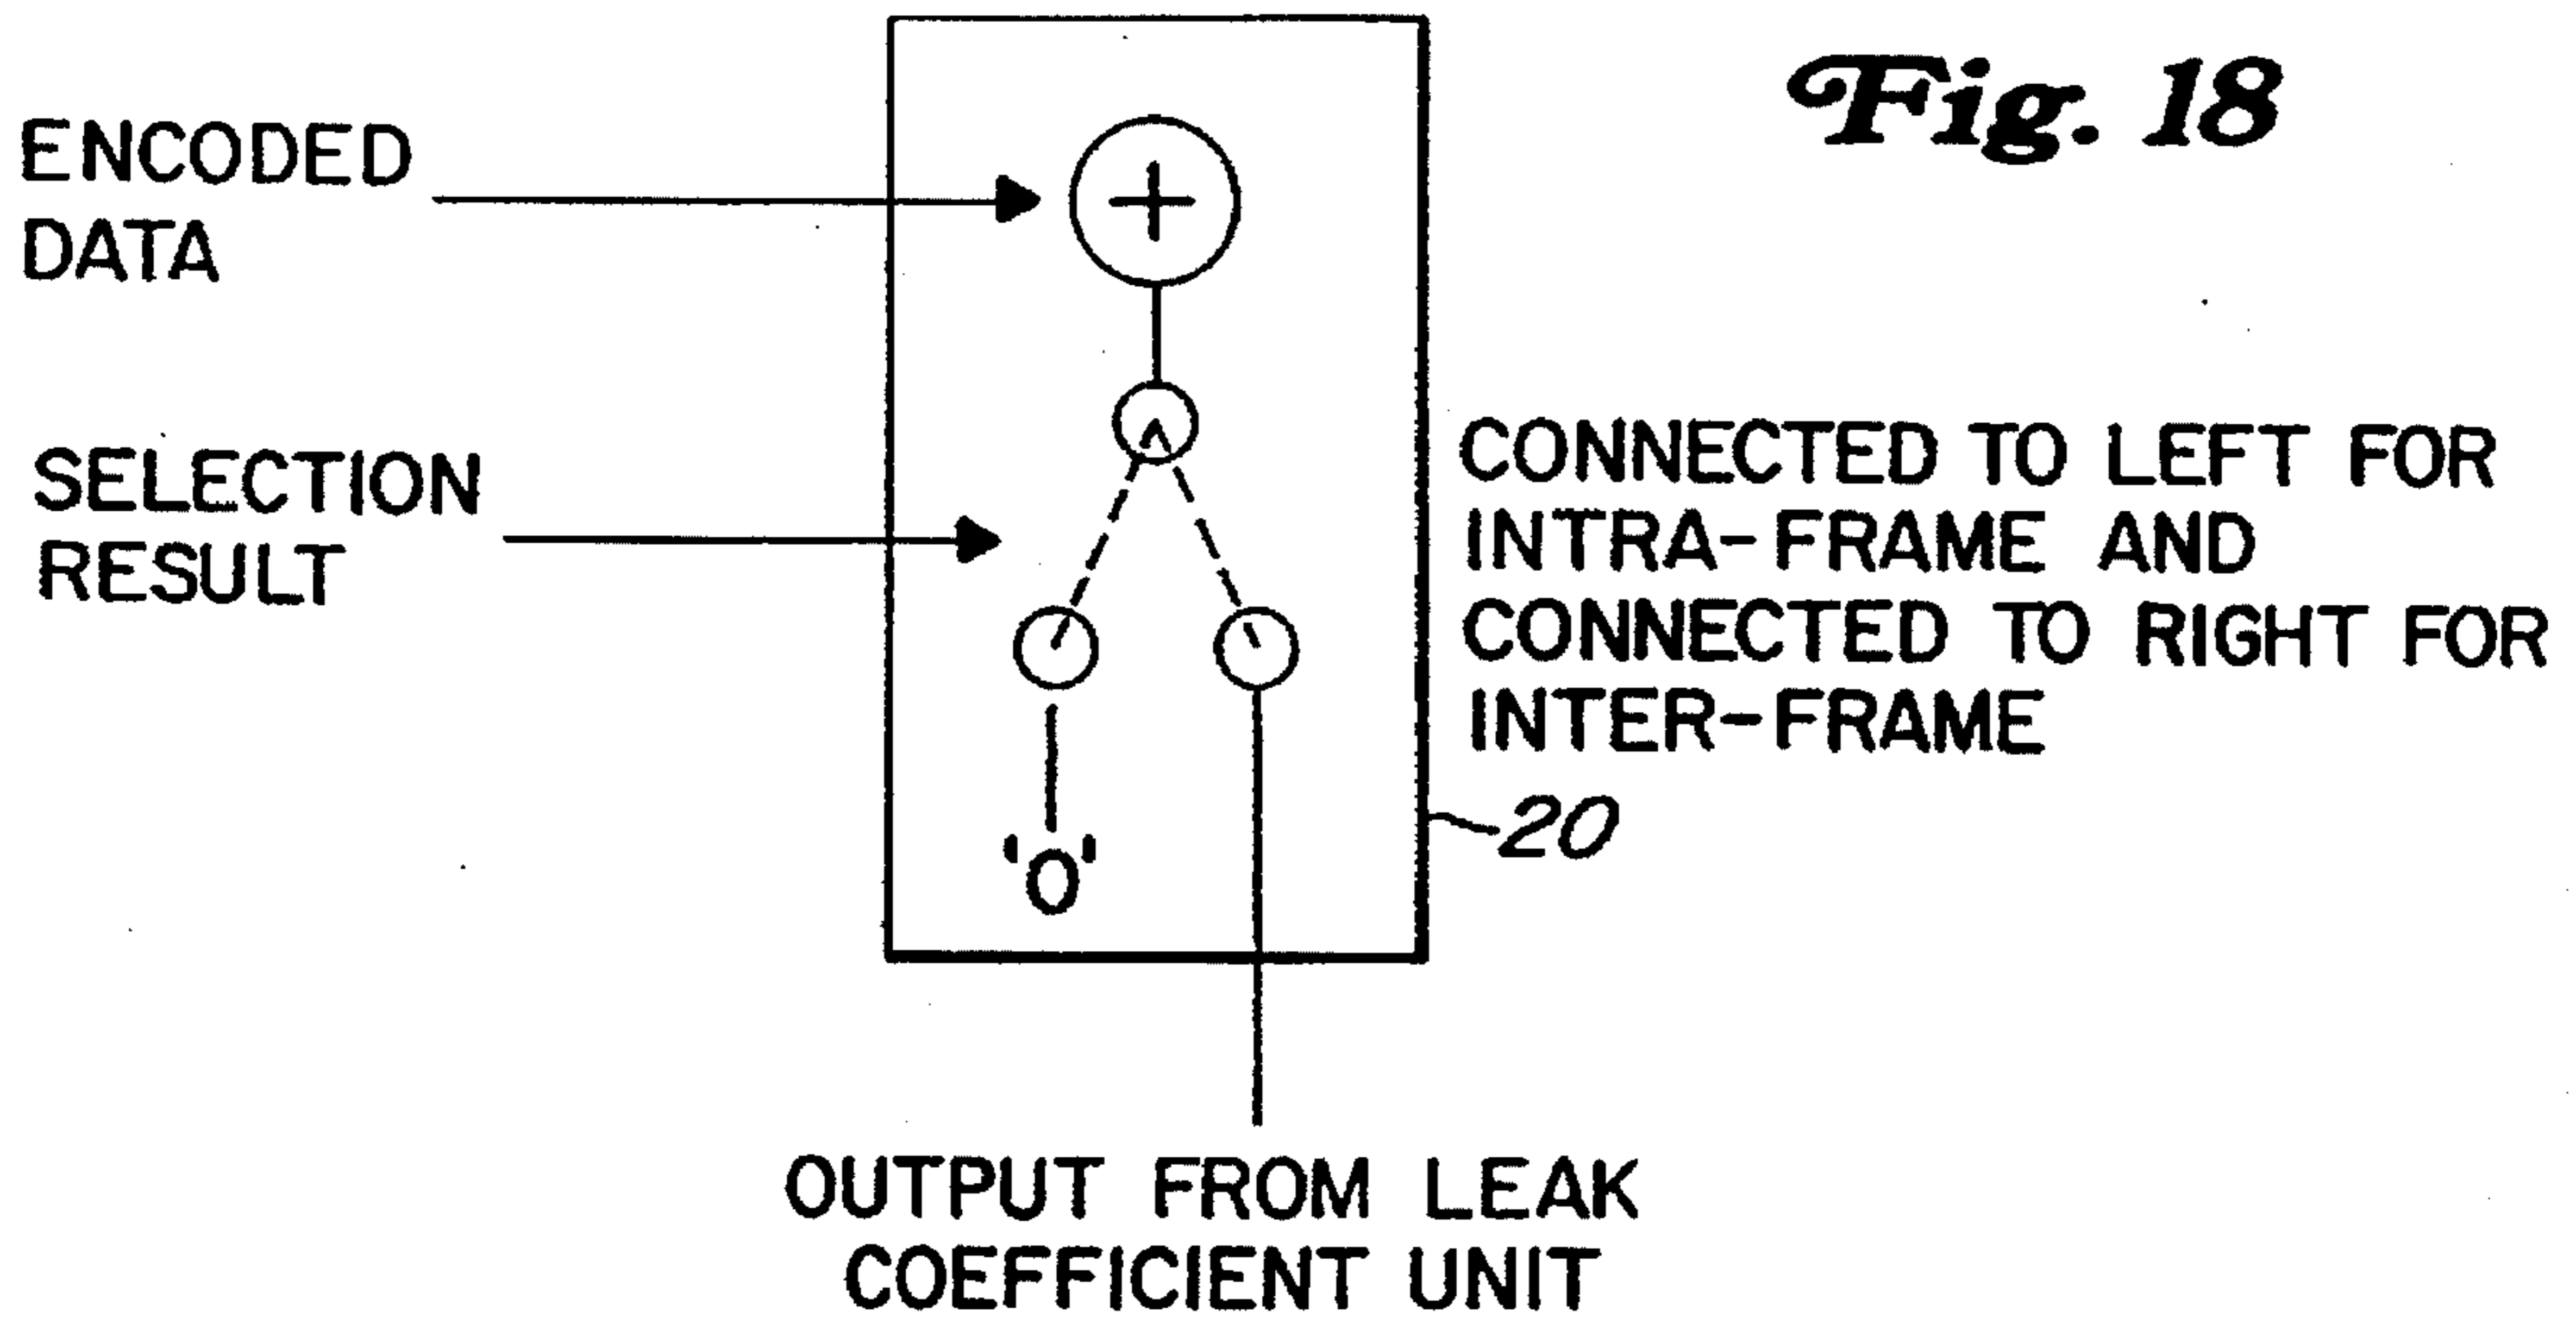 Fig. 18
ENCODED
DATA
+
SELECTION
RESULT
CONNECTED TO LEFT FOR
INTRA-FRAME AND
CONNECTED TO RIGHT FOR
INTER-FRAME
20
'0'
OUTPUT FROM LEAK
COEFFICIENT UNIT